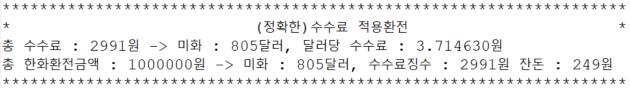 ******************************************************************
* (정확한)수수료 적용환전 *
총 수수료 : 2991원 -> 미화 : 805달러, 달러당 수수료 : 3.714630원
총 한화환전금액 : 1000000원 -> 미화 : 805달러, 수수료징수 : 2991원 잔돈 : 249원
******************************************************************